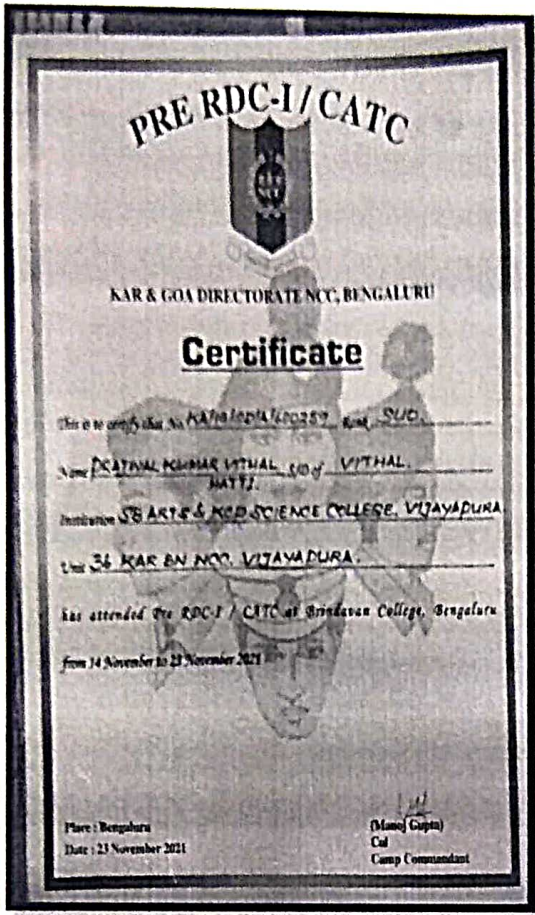 PRE RDC-I / CATC
KAR & GOA DIRECTORATE NCC, BENGALURU
Certificate
This is to certify that No. Rank SUO.
Name KUMAR VITHAL S/D of VITHAL.
HATTI.
Institution SB ARTS & KCP SCIENCE COLLEGE, VIJAYAPURA
Unit 36 KAR BN NCC, VIJAYAPURA.
has attended Pre RDC-I / CATC at Brindavan College, Bengaluru
from 14 November to 23 November 2021
Place : Bengaluru
Date : 23 November 2021
(Manoj Gupta)
Col
Camp Commandant